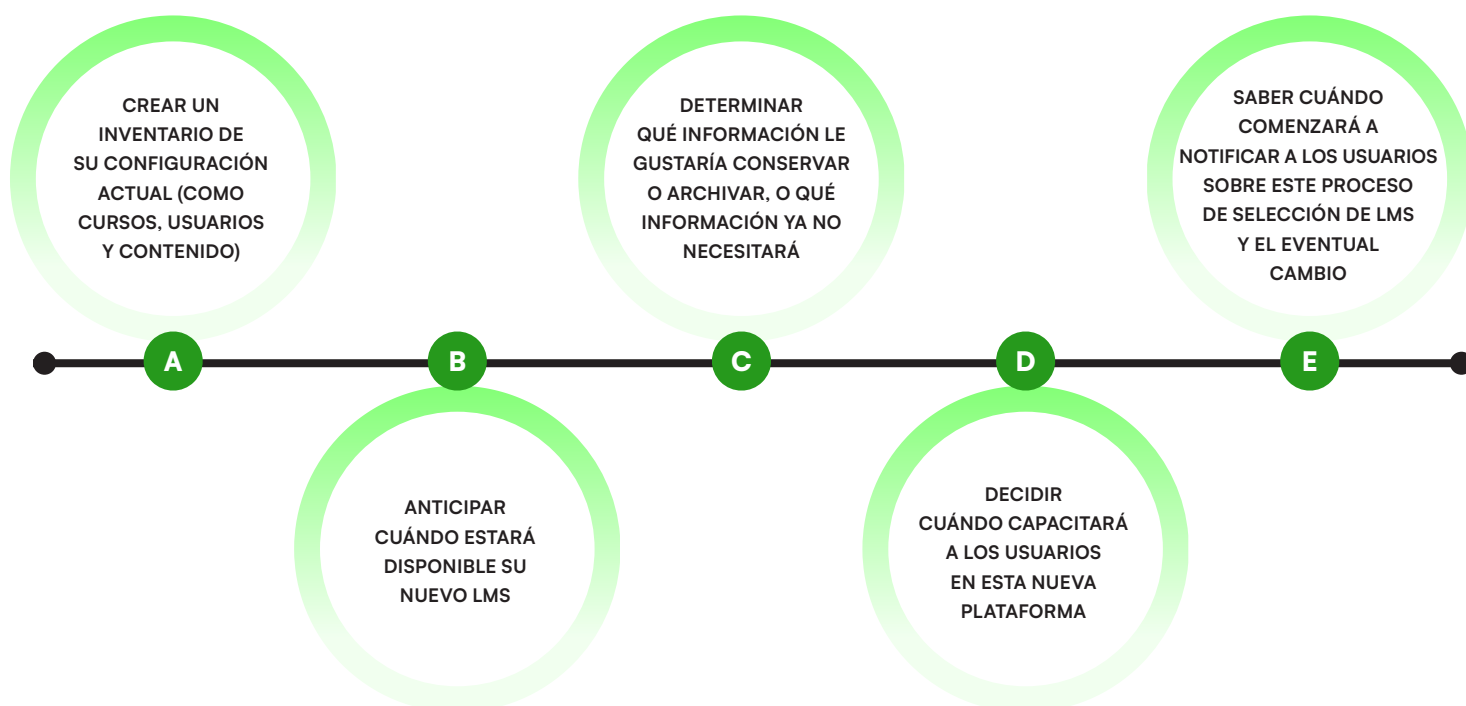 CREAR UN
INVENTARIO DE
SU CONFIGURACIÓN
ACTUAL (COMO
CURSOS, USUARIOS
Y CONTENIDO)
A
B
ANTICIPAR
CUÁNDO ESTARÁ
DISPONIBLE SU
NUEVO LMS
DETERMINAR
QUÉ INFORMACIÓN LE
GUSTARÍA CONSERVAR
O ARCHIVAR, O QUÉ
INFORMACIÓN YA NO
NECESITARÁ
C
D
DECIDIR
CUÁNDO CAPACITARÁ
A LOS USUARIOS
EN ESTA NUEVA
PLATAFORMA
SABER CUÁNDO
COMENZARÁ A
NOTIFICAR A LOS USUARIOS
SOBRE ESTE PROCESO
DE SELECCIÓN DE LMS
Y EL EVENTUAL
CAMBIO
E